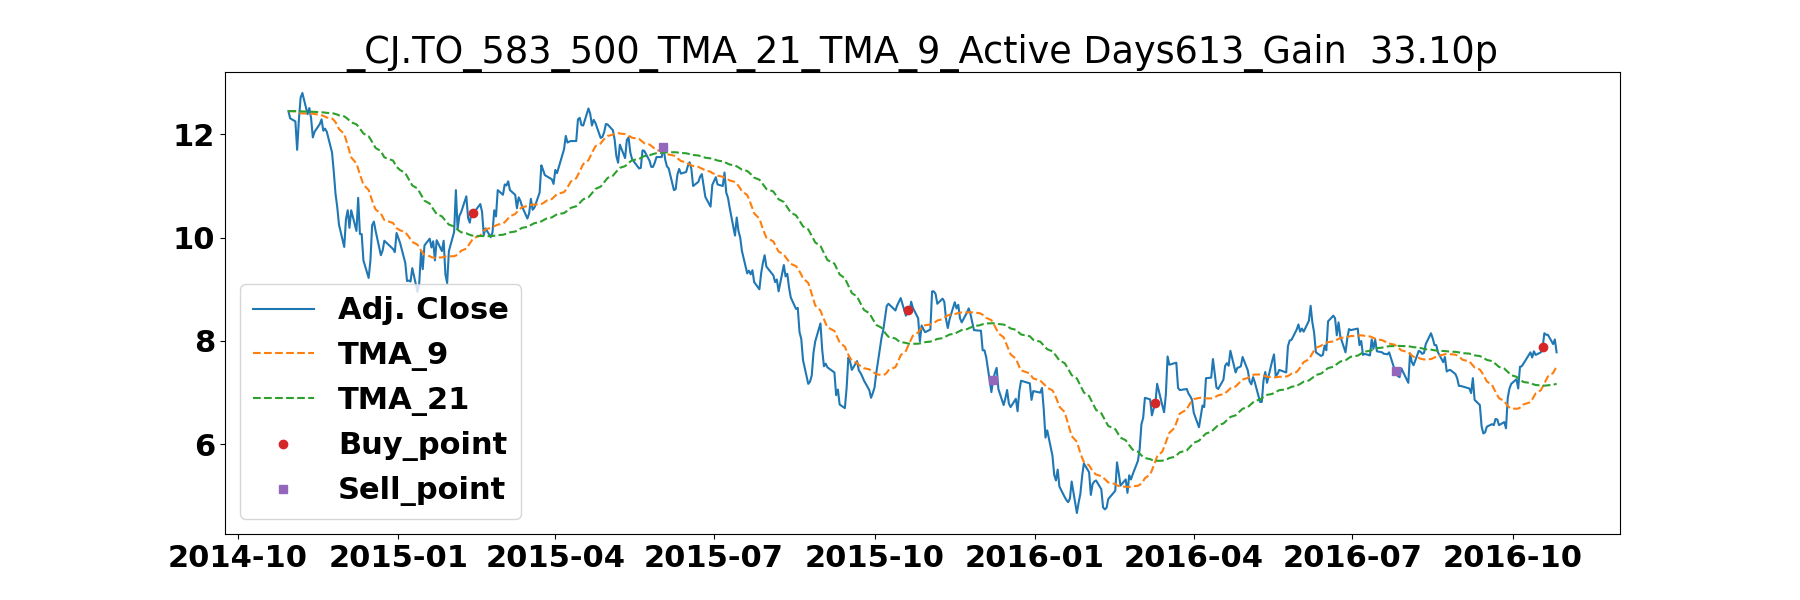 _CJ.TO_583_500_TMA_21_TMA_9_Active Days613_Gain  33.10p
12
10
8
6
Adj. Close
TMA_9
TMA_21
Buy_point
Sell_point
2014-10 2015-01 2015-04 2015-07 2015-10 2016-01 2016-04 2016-07 2016-10